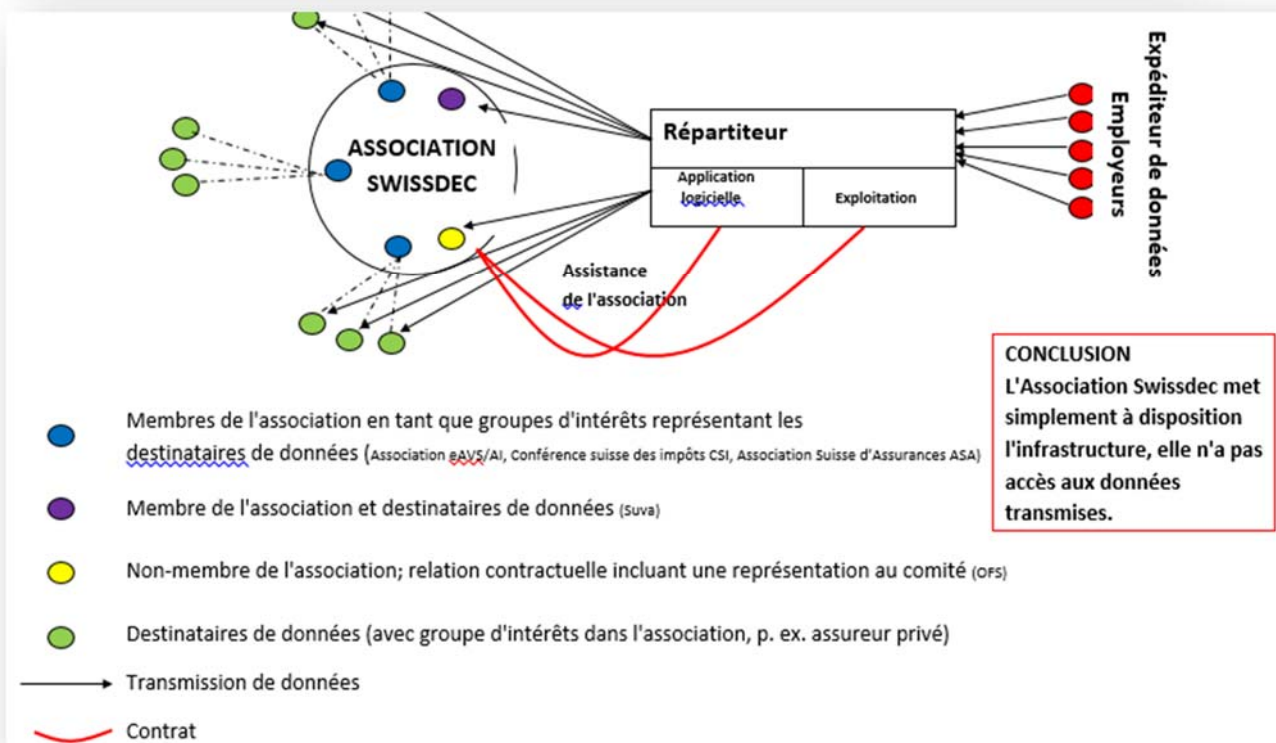 Expéditeur de données
Employeurs
Répartiteur
Application
logicielle
Exploitation
ASSOCIATION
SWISSDEC
Assistance
de l'association
CONCLUSION
L'Association Swissdec met
simplement à disposition
l'infrastructure, elle n'a pas
accès aux données
transmises.
Membres de l'association en tant que groupes d'intérêts représentant les
destinataires de données (Association eAVS/AI, Conférence suisse des impôts CSI, Association Suisse d'Assurances ASA)
Membre de l'association et destinataires de données (Suva)
Non-membre de l'association; relation contractuelle incluant une représentation au comité (OFS)
Destinataires de données (avec groupe d'intérêts dans l'association, p. ex. assureur privé)
Transmission de données
Contrat